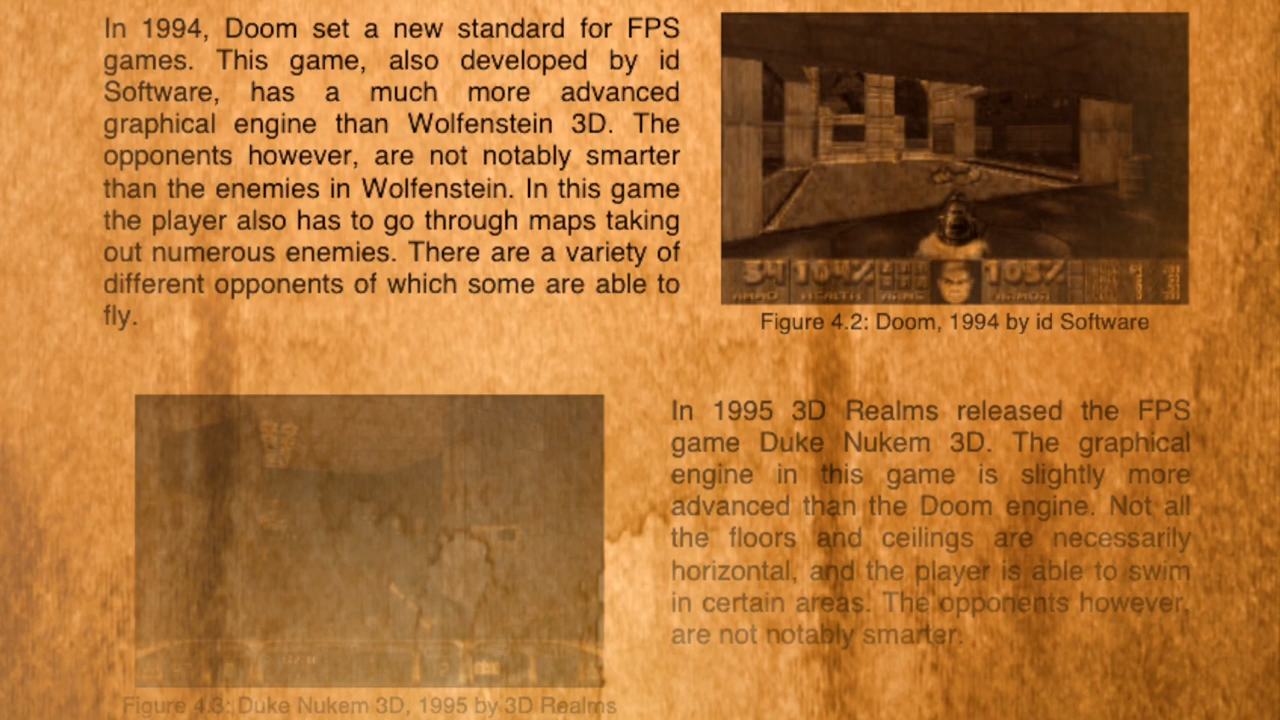 In 1994, Doom set a new standard for FPS
games. This game, also developed by id
Software, has a much more advanced
graphical engine than Wolfenstein 3D. The
opponents however, are not notably smarter
than the enemies in Wolfenstein. In this game
the player also has to go through maps taking
out numerous enemies. There are a variety of
different opponents of which some are able to
fly.
54 104% 103%
AMMO HEALTH ARMS ARMOR
Figure 4.2: Doom, 1994 by id Software
In 1995 3D Realms released the FPS
game Duke Nukem 3D. The graphical
engine in this game is slightly more
advanced than the Doom engine. Not all
the floors and ceilings are necessarily
horizontal, and the player is able to swim
in certain areas. The opponents however,
are not notably smarter.
Figure 4.3: Duke Nukem 3D, 1995 by 3D Realms